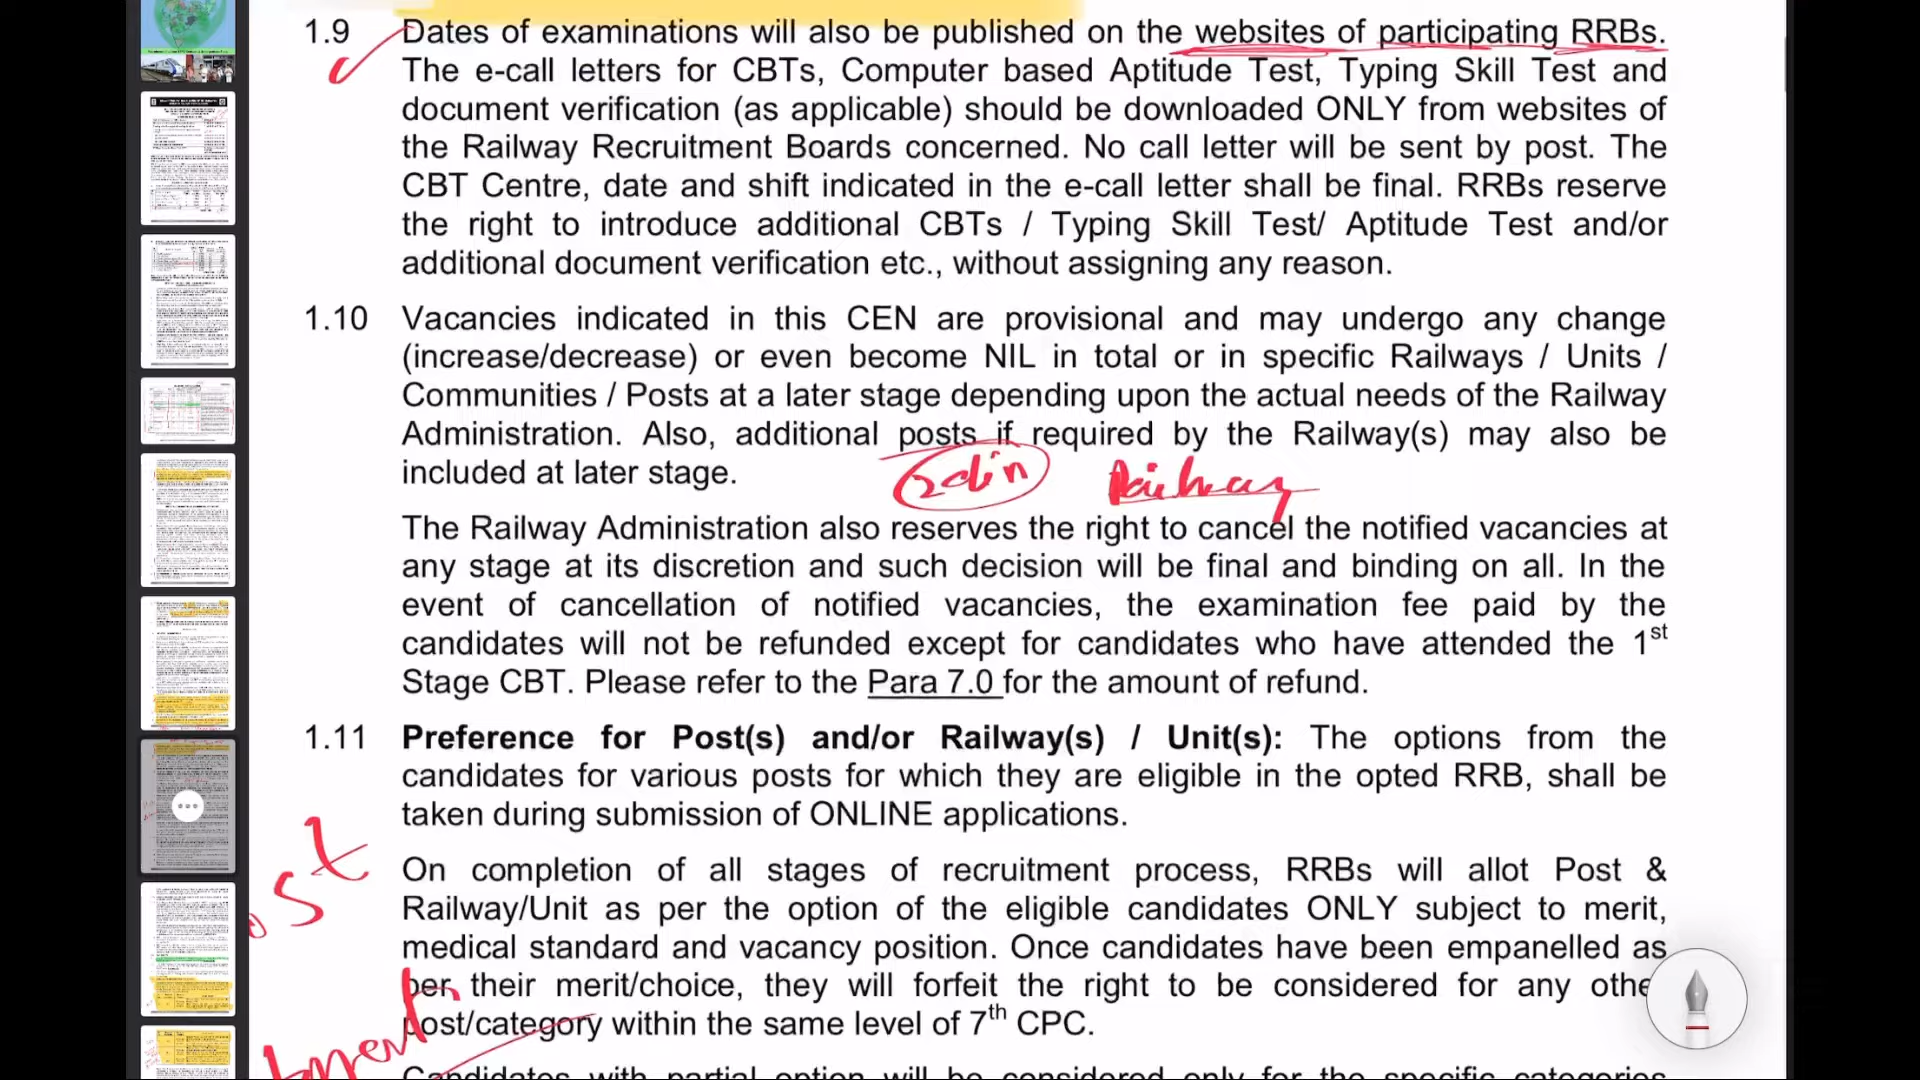 1.9 Dates of examinations will also be published on the websites of participating RRBs.
The e-call letters for CBTs, Computer based Aptitude Test, Typing Skill Test and
document verification (as applicable) should be downloaded ONLY from websites of
the Railway Recruitment Boards concerned. No call letter will be sent by post. The
CBT Centre, date and shift indicated in the e-call letter shall be final. RRBs reserve
the right to introduce additional CBTs / Typing Skill Test/ Aptitude Test and/or
additional document verification etc., without assigning any reason.
1.10 Vacancies indicated in this CEN are provisional and may undergo any change
(increase/decrease) or even become NIL in total or in specific Railways / Units /
Communities / Posts at a later stage depending upon the actual needs of the Railway
Administration. Also, additional posts if required by the Railway(s) may also be
included at later stage.
Railway
The Railway Administration also reserves the right to cancel the notified vacancies at
any stage at its discretion and such decision will be final and binding on all. In the
event of cancellation of notified vacancies, the examination fee paid by the
candidates will not be refunded except for candidates who have attended the 1st
Stage CBT. Please refer to the Para 7.0 for the amount of refund.
1.11 Preference for Post(s) and/or Railway(s) / Unit(s): The options from the
candidates for various posts for which they are eligible in the opted RRB, shall be
taken during submission of ONLINE applications.
On completion of all stages of recruitment process, RRBs will allot Post &
Railway/Unit as per the option of the eligible candidates ONLY subject to merit,
medical standard and vacancy position. Once candidates have been empanelled as
per their merit/choice, they will forfeit the right to be considered for any other
post/category within the same level of 7th CPC.
Candidates with partial option will be considered only for the specific categories